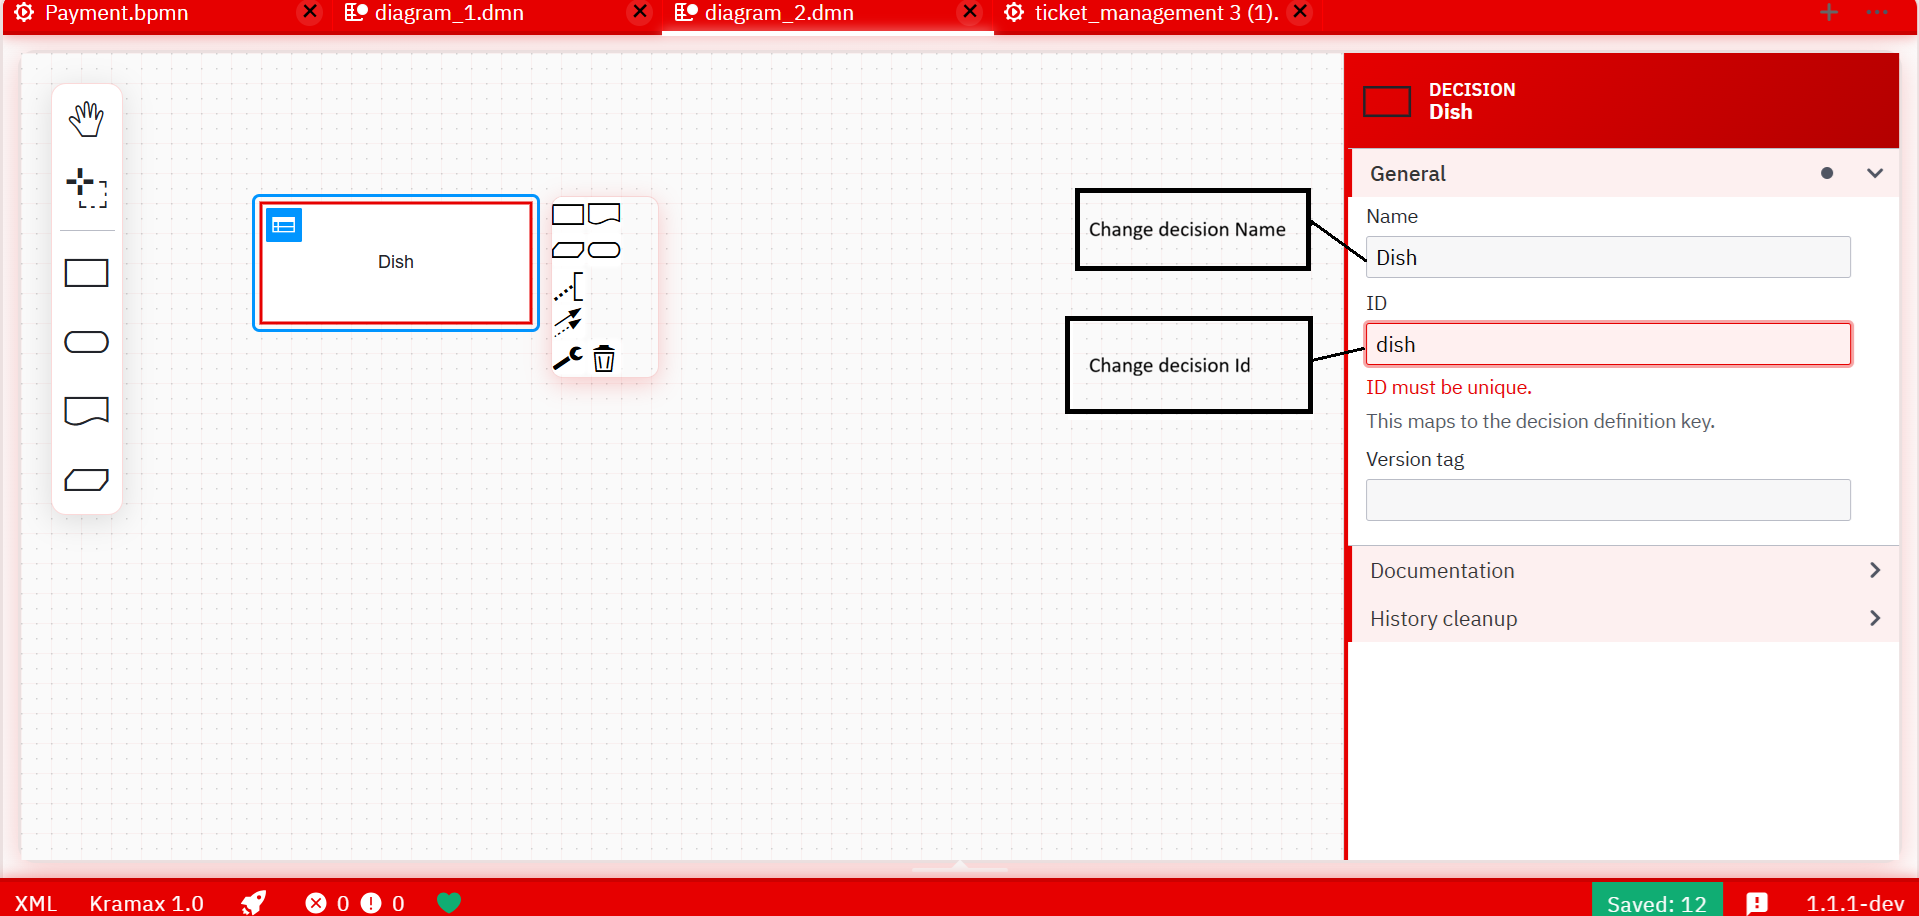 Payment.bpmn
diagram_1.dmn
diagram_2.dmn
ticket_management 3 (1).
DECISION
Dish
General
Name
Dish
ID
dish
ID must be unique.
This maps to the decision definition key.
Version tag
Documentation
History cleanup
Dish
Change decision Name
Change decision Id
XML
Kramax 1.0
0
0
Saved: 12
1.1.1-dev